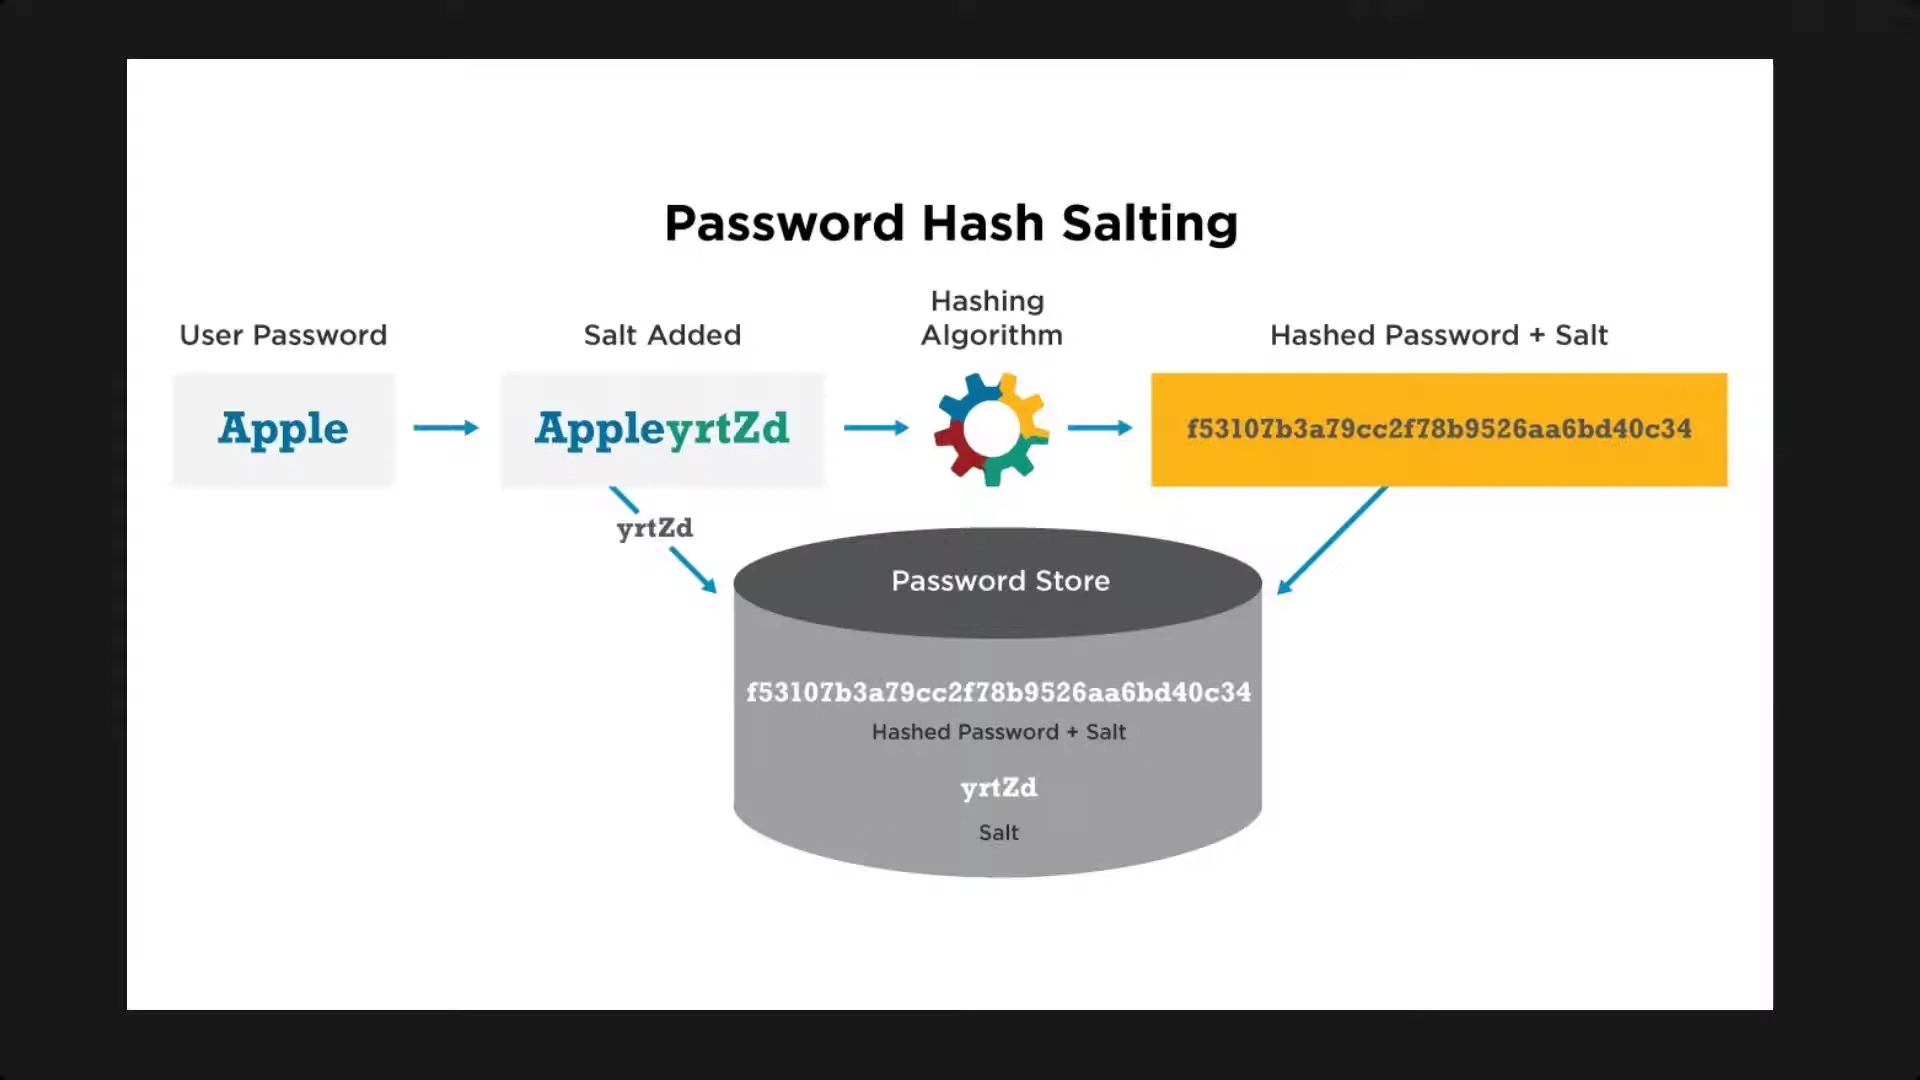 Password Hash Salting
User Password
Salt Added
Hashing
Algorithm
Hashed Password + Salt
Apple
AppleyrtZd
f53107b3a79cc2f78b9526aa6bd40c34
yrtZd
Password Store
f53107b3a79cc2f78b9526aa6bd40c34
Hashed Password + Salt
yrtZd
Salt